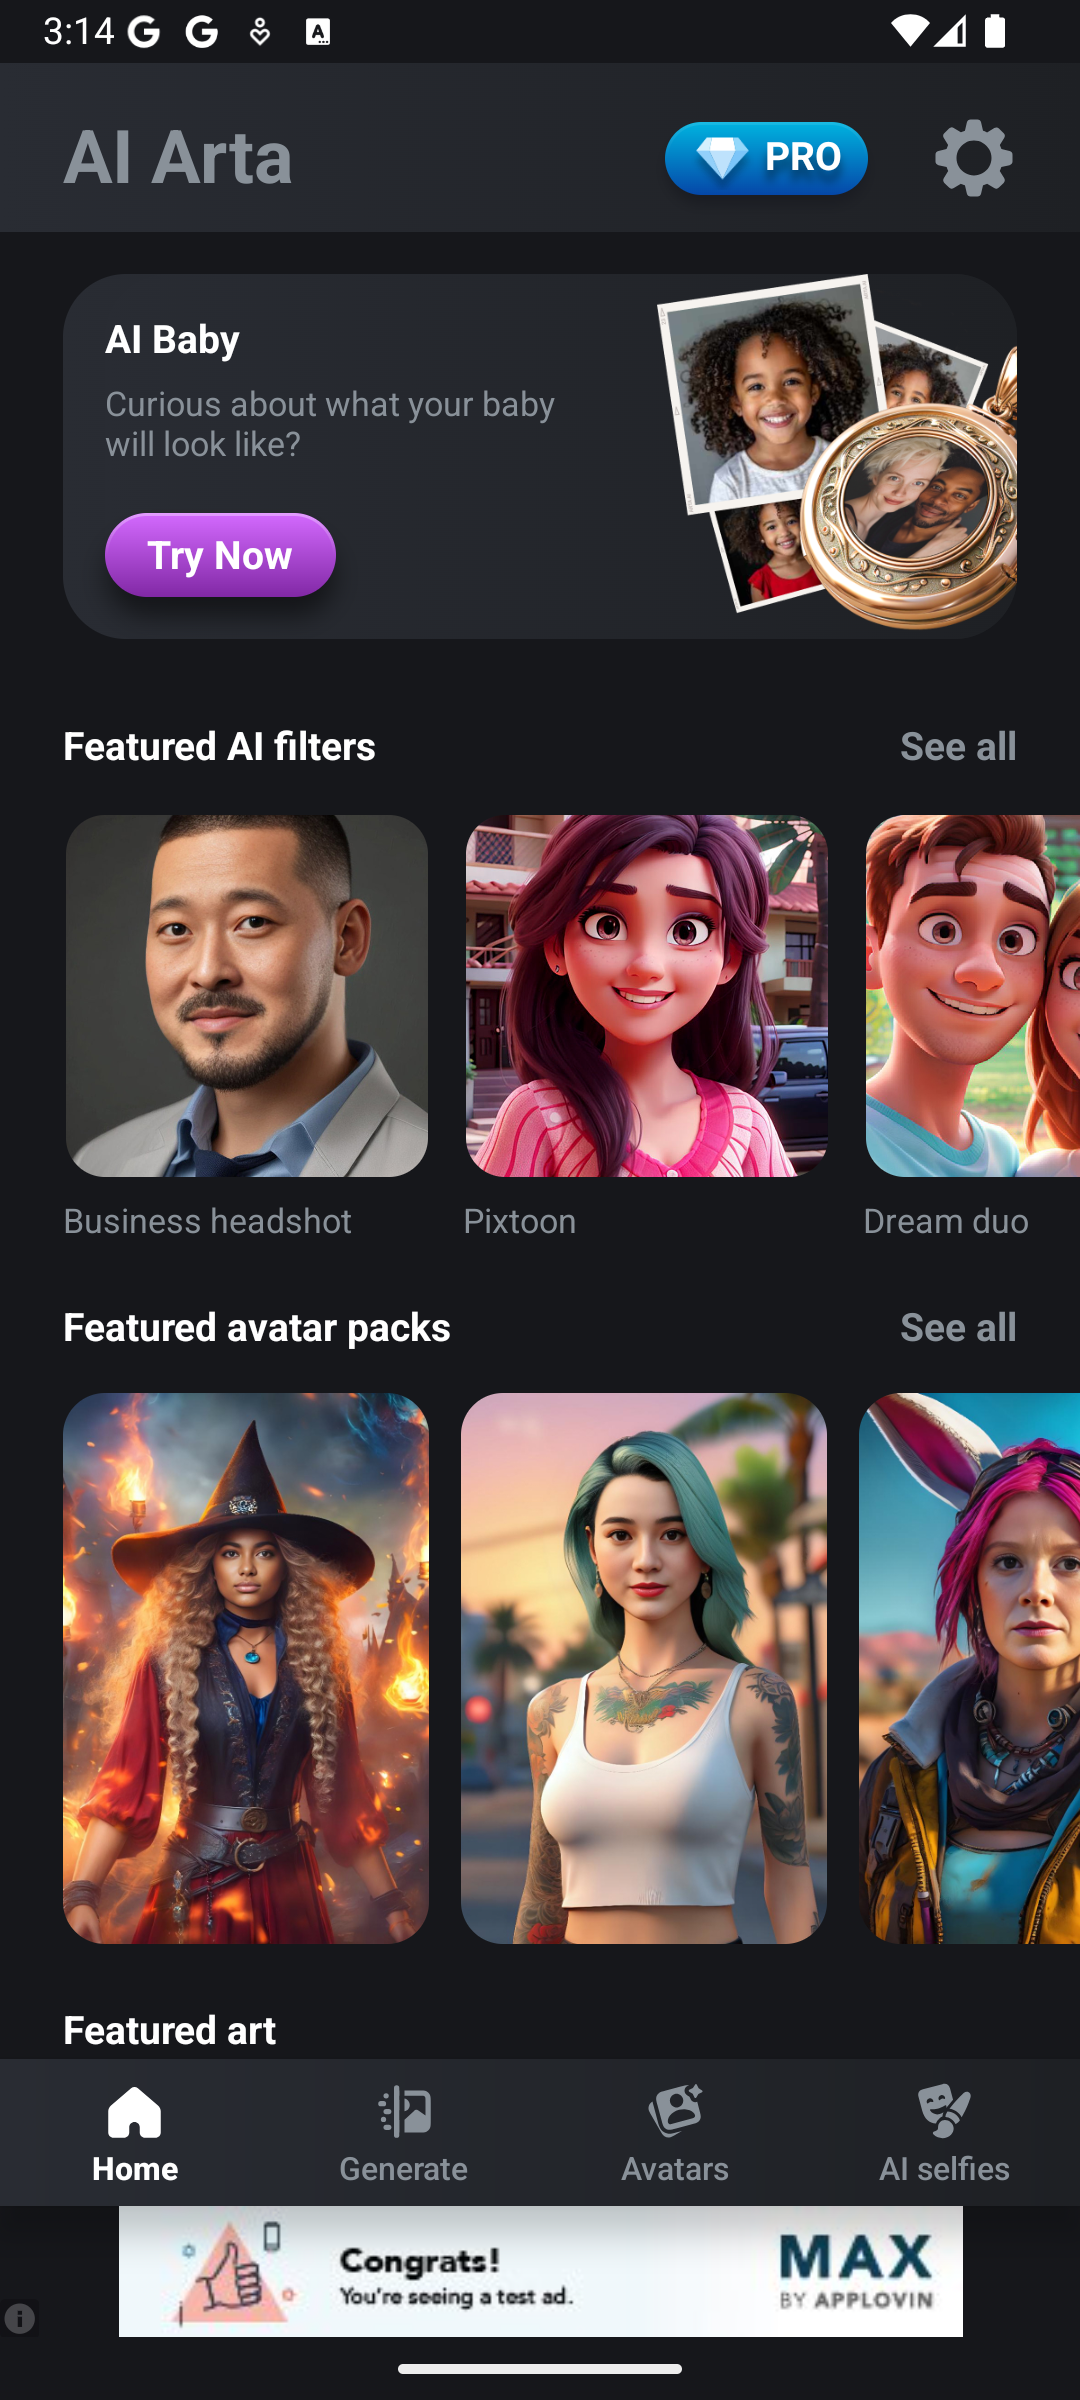 3:14
AI Arta
PRO
AI Baby
Curious about what your baby
will look like?
Try Now
Featured AI filters
See all
Business headshot
Pixtoon
Dream duo
Featured avatar packs
See all
Featured art
Home
Generate
Avatars
AI selfies
Congrats!
You're seeing a test ad.
MAX
BY APPLOVIN